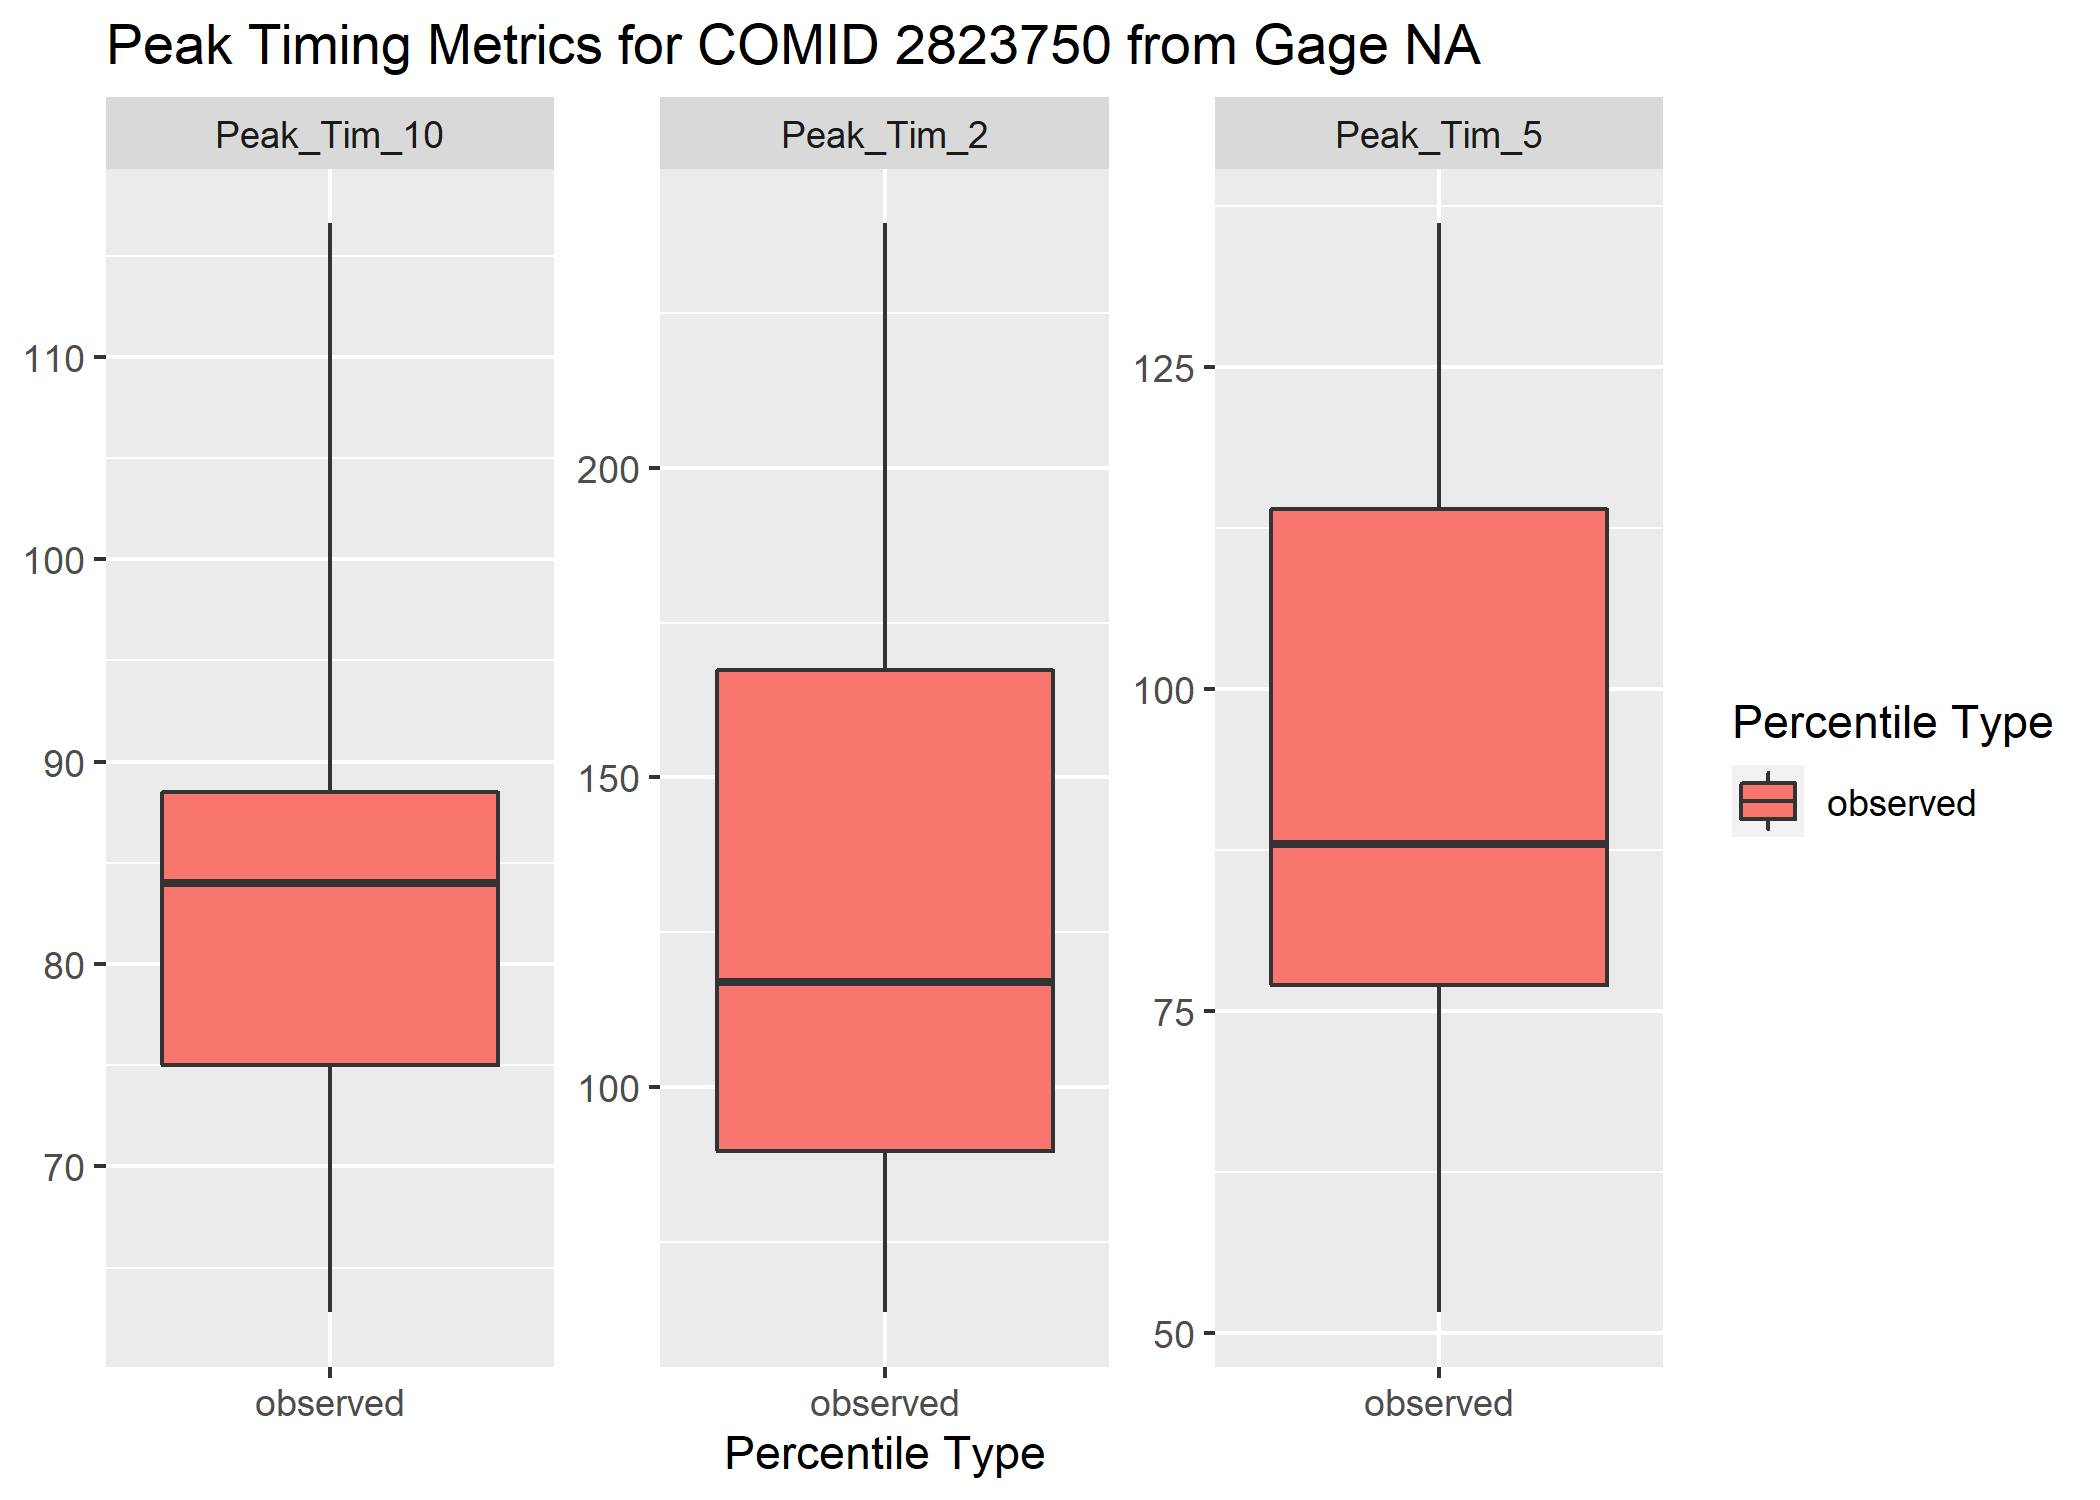 Peak Timing Metrics for COMID 2823750 from Gage NA
Peak_Tim_10
Peak_Tim_2
Peak_Tim_5
110
100
90
80
70
200
150
100
125
100
75
50
observed
observed
observed
Percentile Type
Percentile Type
observed